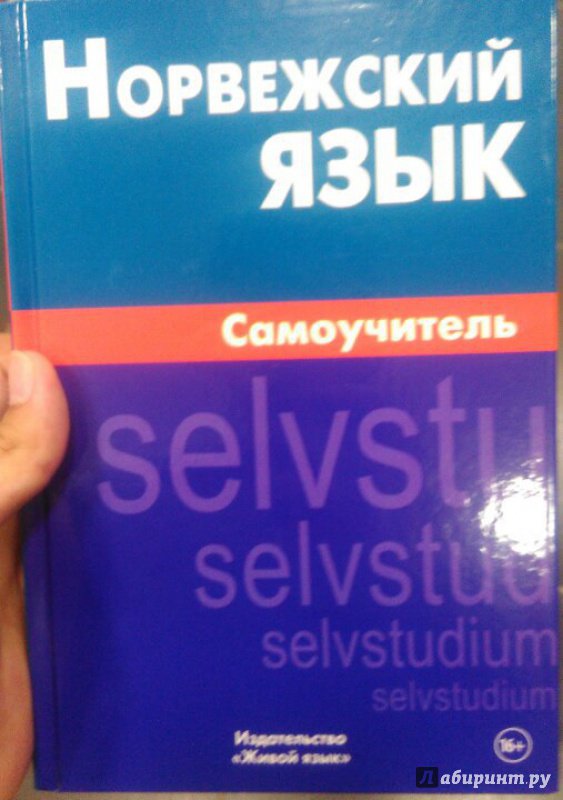 Норвежский
язык
Самоучитель
selvstu
selvstud
selvstudium
selvstudium
Издательство
«Живой язык»
16+
Лабиринт.ру